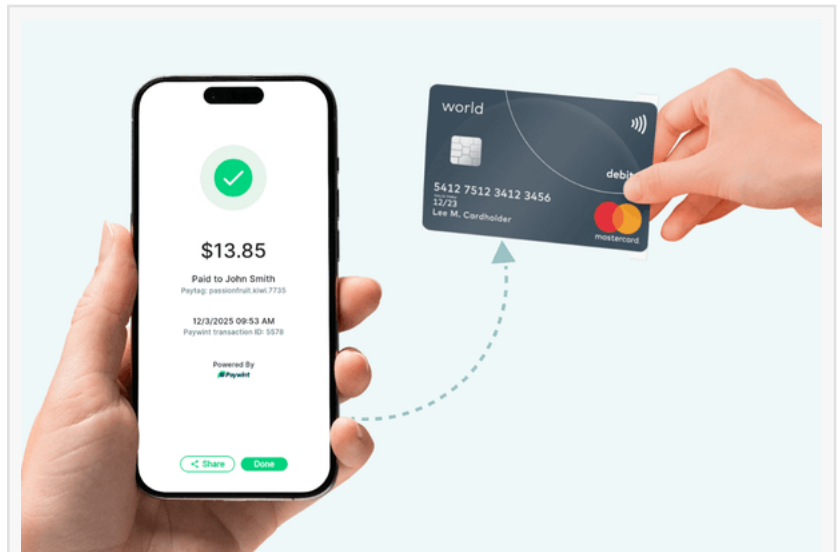 $13.85
Paid to John Smith
Paytag: passionfruit.kiwi.7735
12/3/2025 09:53 AM
Paywint transaction ID: 5578
Powered By
Paywint
Share
Done
world
debit
5412 7512 3412 3456
12/23
Lee M. Cardholder
mastercard